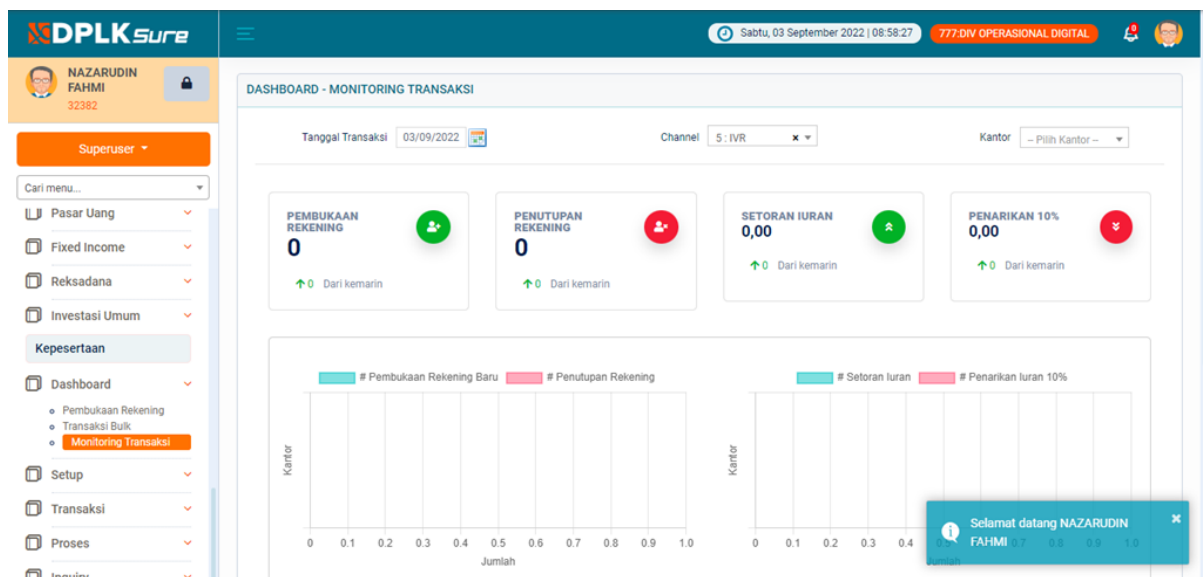 DPLKSure
Sabtu, 03 September 2022 | 08:58:27
777:DIV OPERASIONAL DIGITAL
0
NAZARUDIN
FAHMI
32382
Superuser
Cari menu...
Pasar Uang
Fixed Income
Reksadana
Investasi Umum
Kepesertaan
Dashboard
Pembukaan Rekening
Transaksi Bulk
Monitoring Transaksi
Setup
Transaksi
Proses
Inquiry
DASHBOARD - MONITORING TRANSAKSI
Tanggal Transaksi 03/09/2022
Channel 5 : IVR
Kantor -- Pilih Kantor --
PEMBUKAAN
REKENING
0
0 Dari kemarin
PENUTUPAN
REKENING
0
0 Dari kemarin
SETORAN IURAN
0,00
0 Dari kemarin
PENARIKAN 10%
0,00
0 Dari kemarin
# Pembukaan Rekening Baru # Penutupan Rekening
Kantor
0 0.1 0.2 0.3 0.4 0.5 0.6 0.7 0.8 0.9 1.0
Jumlah
# Setoran Iuran # Penarikan Iuran 10%
Kantor
0 0.1 0.2 0.3 0.4 0.5 0.7 0.8 0.9 1.0
Jumlah
Selamat datang NAZARUDIN
FAHMI